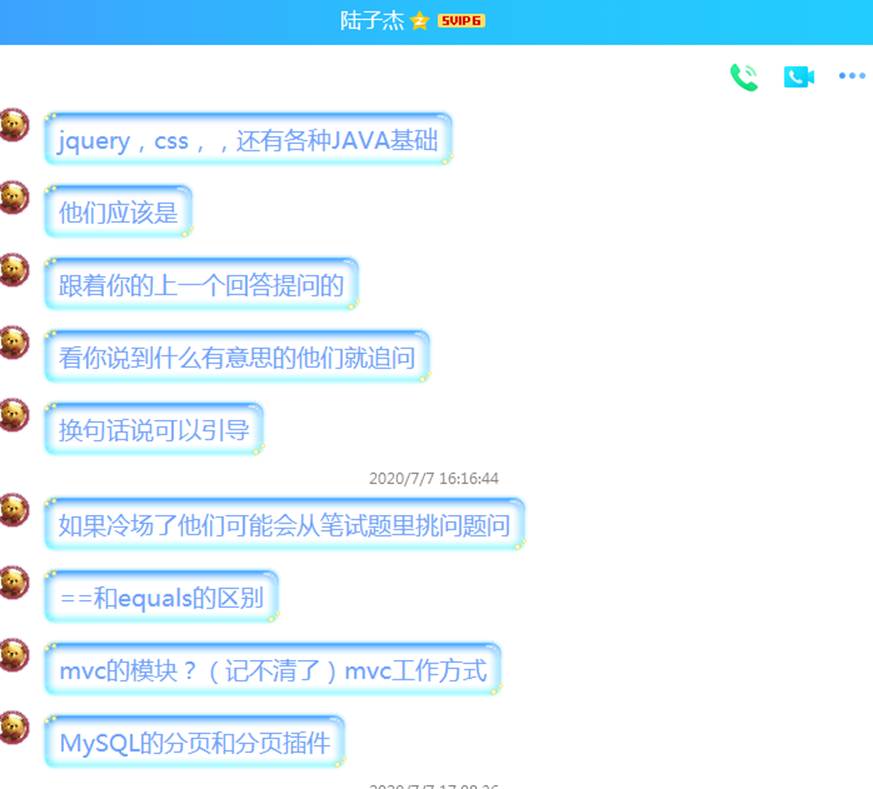 陆子杰 SVIP6
jquery，css，，还有各种JAVA基础
他们应该是
跟着你的上一个回答提问的
看你说到什么有意思的他们就追问
换句话说可以引导
2020/7/7 16:16:44
如果冷场了他们可能会从笔试题里挑问题问
==和equals的区别
mvc的模块？（记不清了）mvc工作方式
MySQL的分页和分页插件